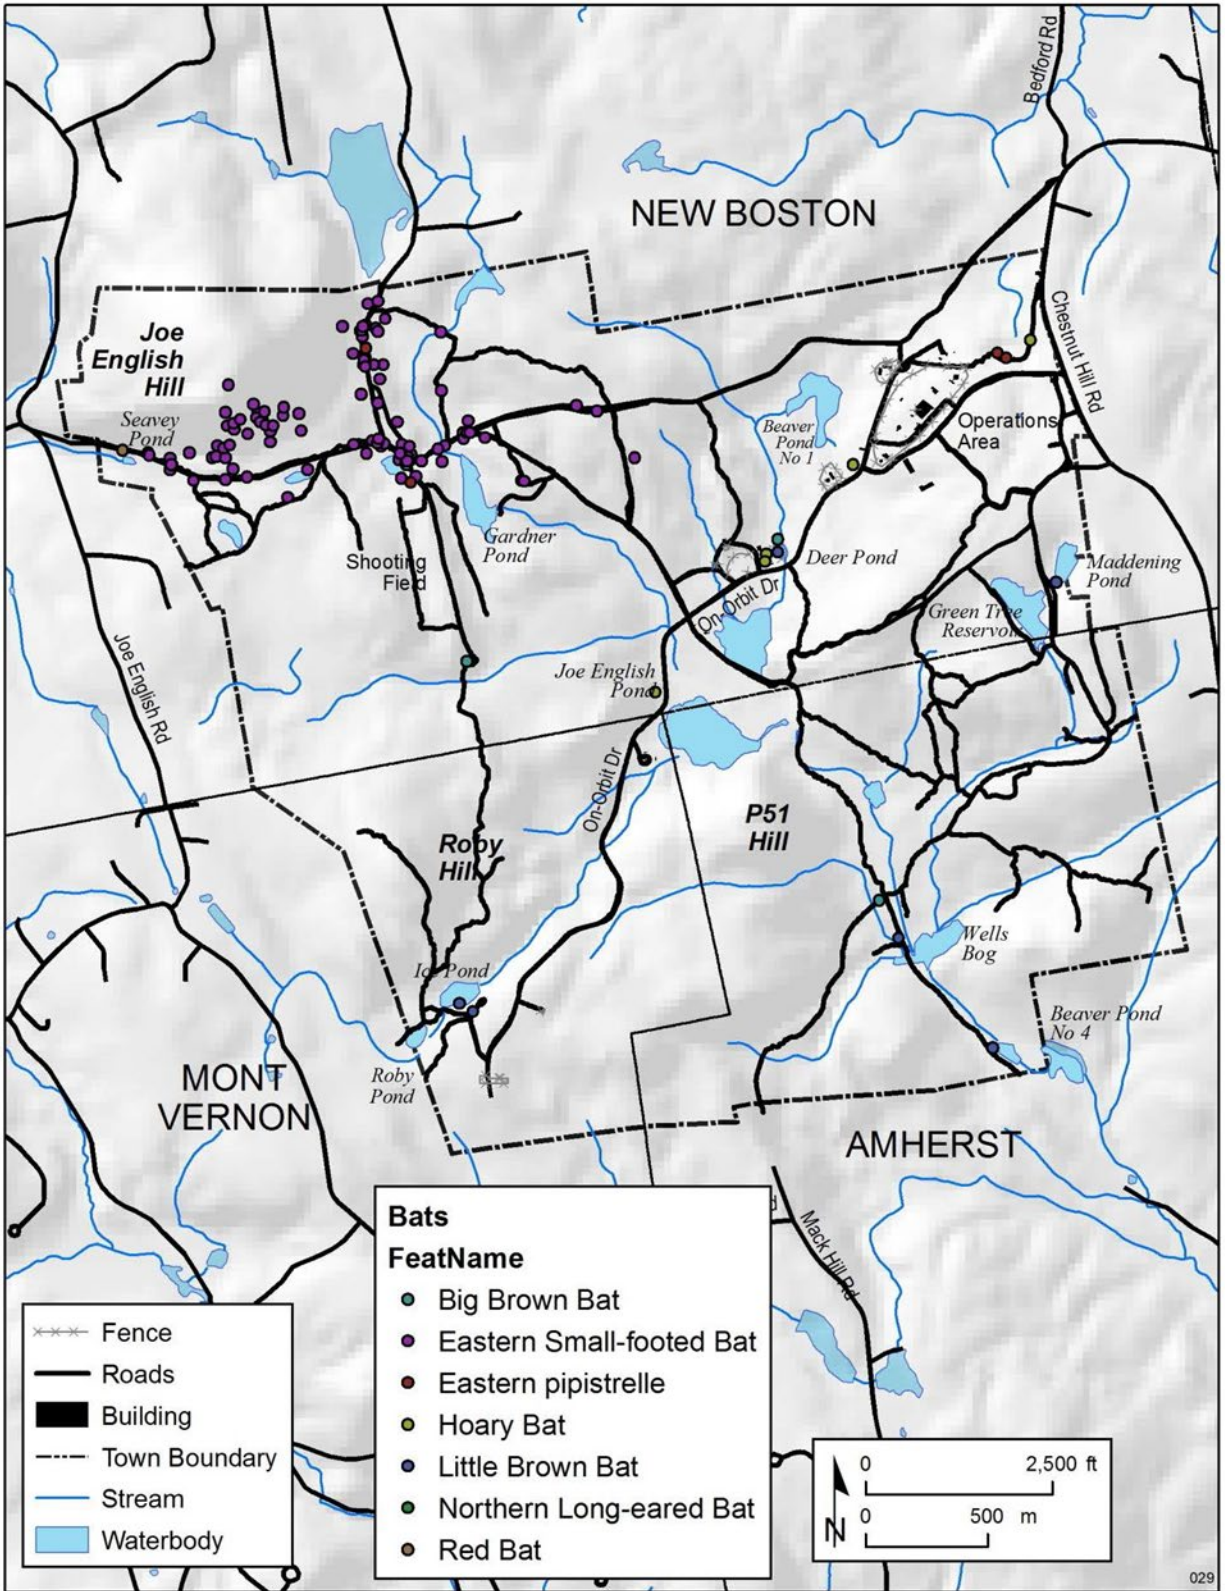 Bedford Rd
NEW BOSTON
Joe
English
Hill
Chestnut Hill Rd
Seavey
Pond
Beaver
Pond
No 1
Operations
Area
Gardner
Pond
Shooting
Field
Deer Pond
Maddening
Pond
On-Orbit Dr
Green Tree
Reservoir
Joe English Rd
Joe English
Pond
On-Orbit Dr
P51
Hill
Roby
Hill
Wells
Bog
Ice Pond
Beaver Pond
No 4
MONT
VERNON
Roby
Pond
AMHERST
Mack Hill Rd
Bats
FeatName
Big Brown Bat
Eastern Small-footed Bat
Eastern pipistrelle
Hoary Bat
Little Brown Bat
Northern Long-eared Bat
Red Bat
Fence
Roads
Building
Town Boundary
Stream
Waterbody
0 2,500 ft
0 500 m
N
029